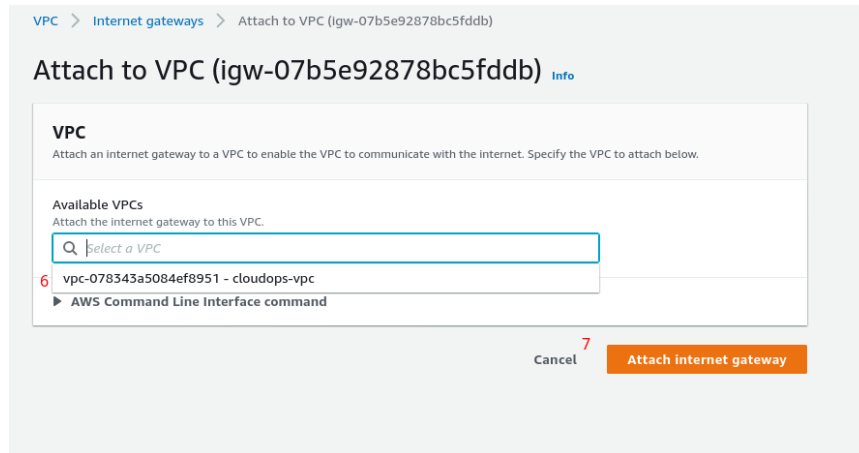 VPC > Internet gateways > Attach to VPC (igw-07b5e92878bc5fddb)
Attach to VPC (igw-07b5e92878bc5fddb) Info
VPC
Attach an internet gateway to a VPC to enable the VPC to communicate with the internet. Specify the VPC to attach below.
Available VPCs
Attach the internet gateway to this VPC.
Select a VPC
6 vpc-078343a5084ef8951 - cloudops-vpc
AWS Command Line Interface command
Cancel 7 Attach internet gateway